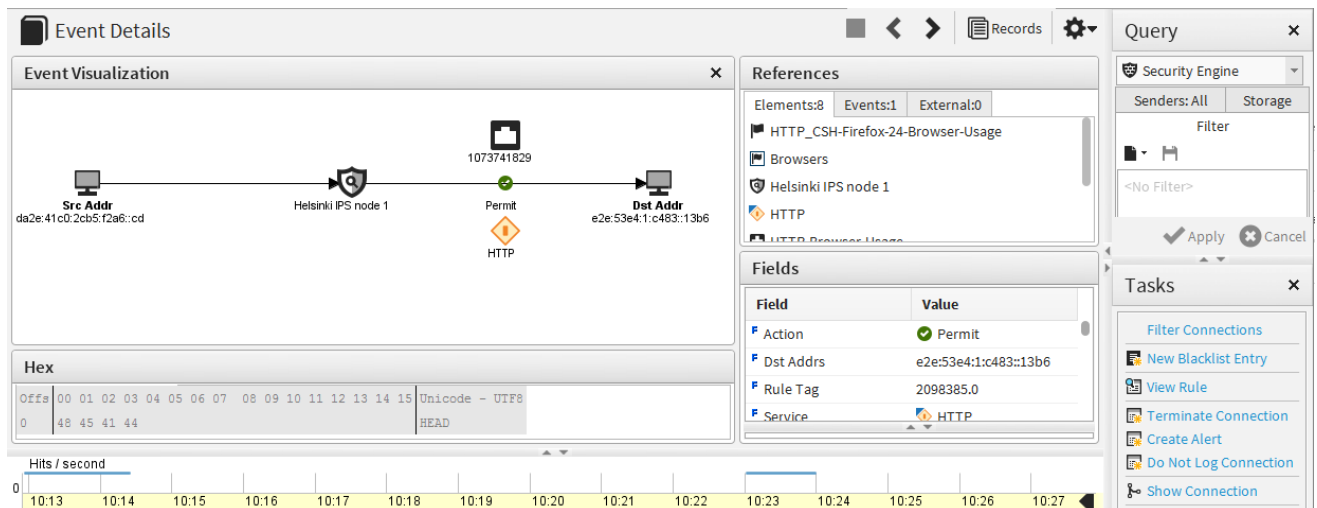 Event Details
Records
Event Visualization
1073741829
Src Addr
da2e:41c0:2cb5:f2a6::cd
Helsinki IPS node 1
Permit
Dst Addr
e2e:53e4:1:c483::13b6
HTTP
Hex
Offs 00 01 02 03 04 05 06 07 08 09 10 11 12 13 14 15 Unicode - UTF8
0 48 45 41 44 HEAD
References
Elements:8 Events:1 External:0
HTTP_CSH-Firefox-24-Browser-Usage
Browsers
Helsinki IPS node 1
HTTP
HTTP Browser Usage
Fields
Field Value
F Action Permit
F Dst Addrs e2e:53e4:1:c483::13b6
F Rule Tag 2098385.0
F Service HTTP
Query
Security Engine
Senders: All Storage
Filter
<No Filter>
Apply Cancel
Tasks
Filter Connections
New Blacklist Entry
View Rule
Terminate Connection
Create Alert
Do Not Log Connection
Show Connection
Hits / second
0
10:13 10:14 10:15 10:16 10:17 10:18 10:19 10:20 10:21 10:22 10:23 10:24 10:25 10:26 10:27